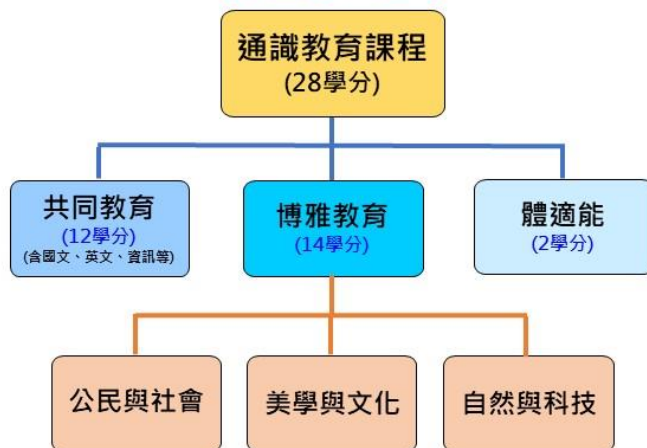 通識教育課程
(28學分)
共同教育
(12學分)
(含國文、英文、資訊等)
博雅教育
(14學分)
體適能
(2學分)
公民與社會
美學與文化
自然與科技